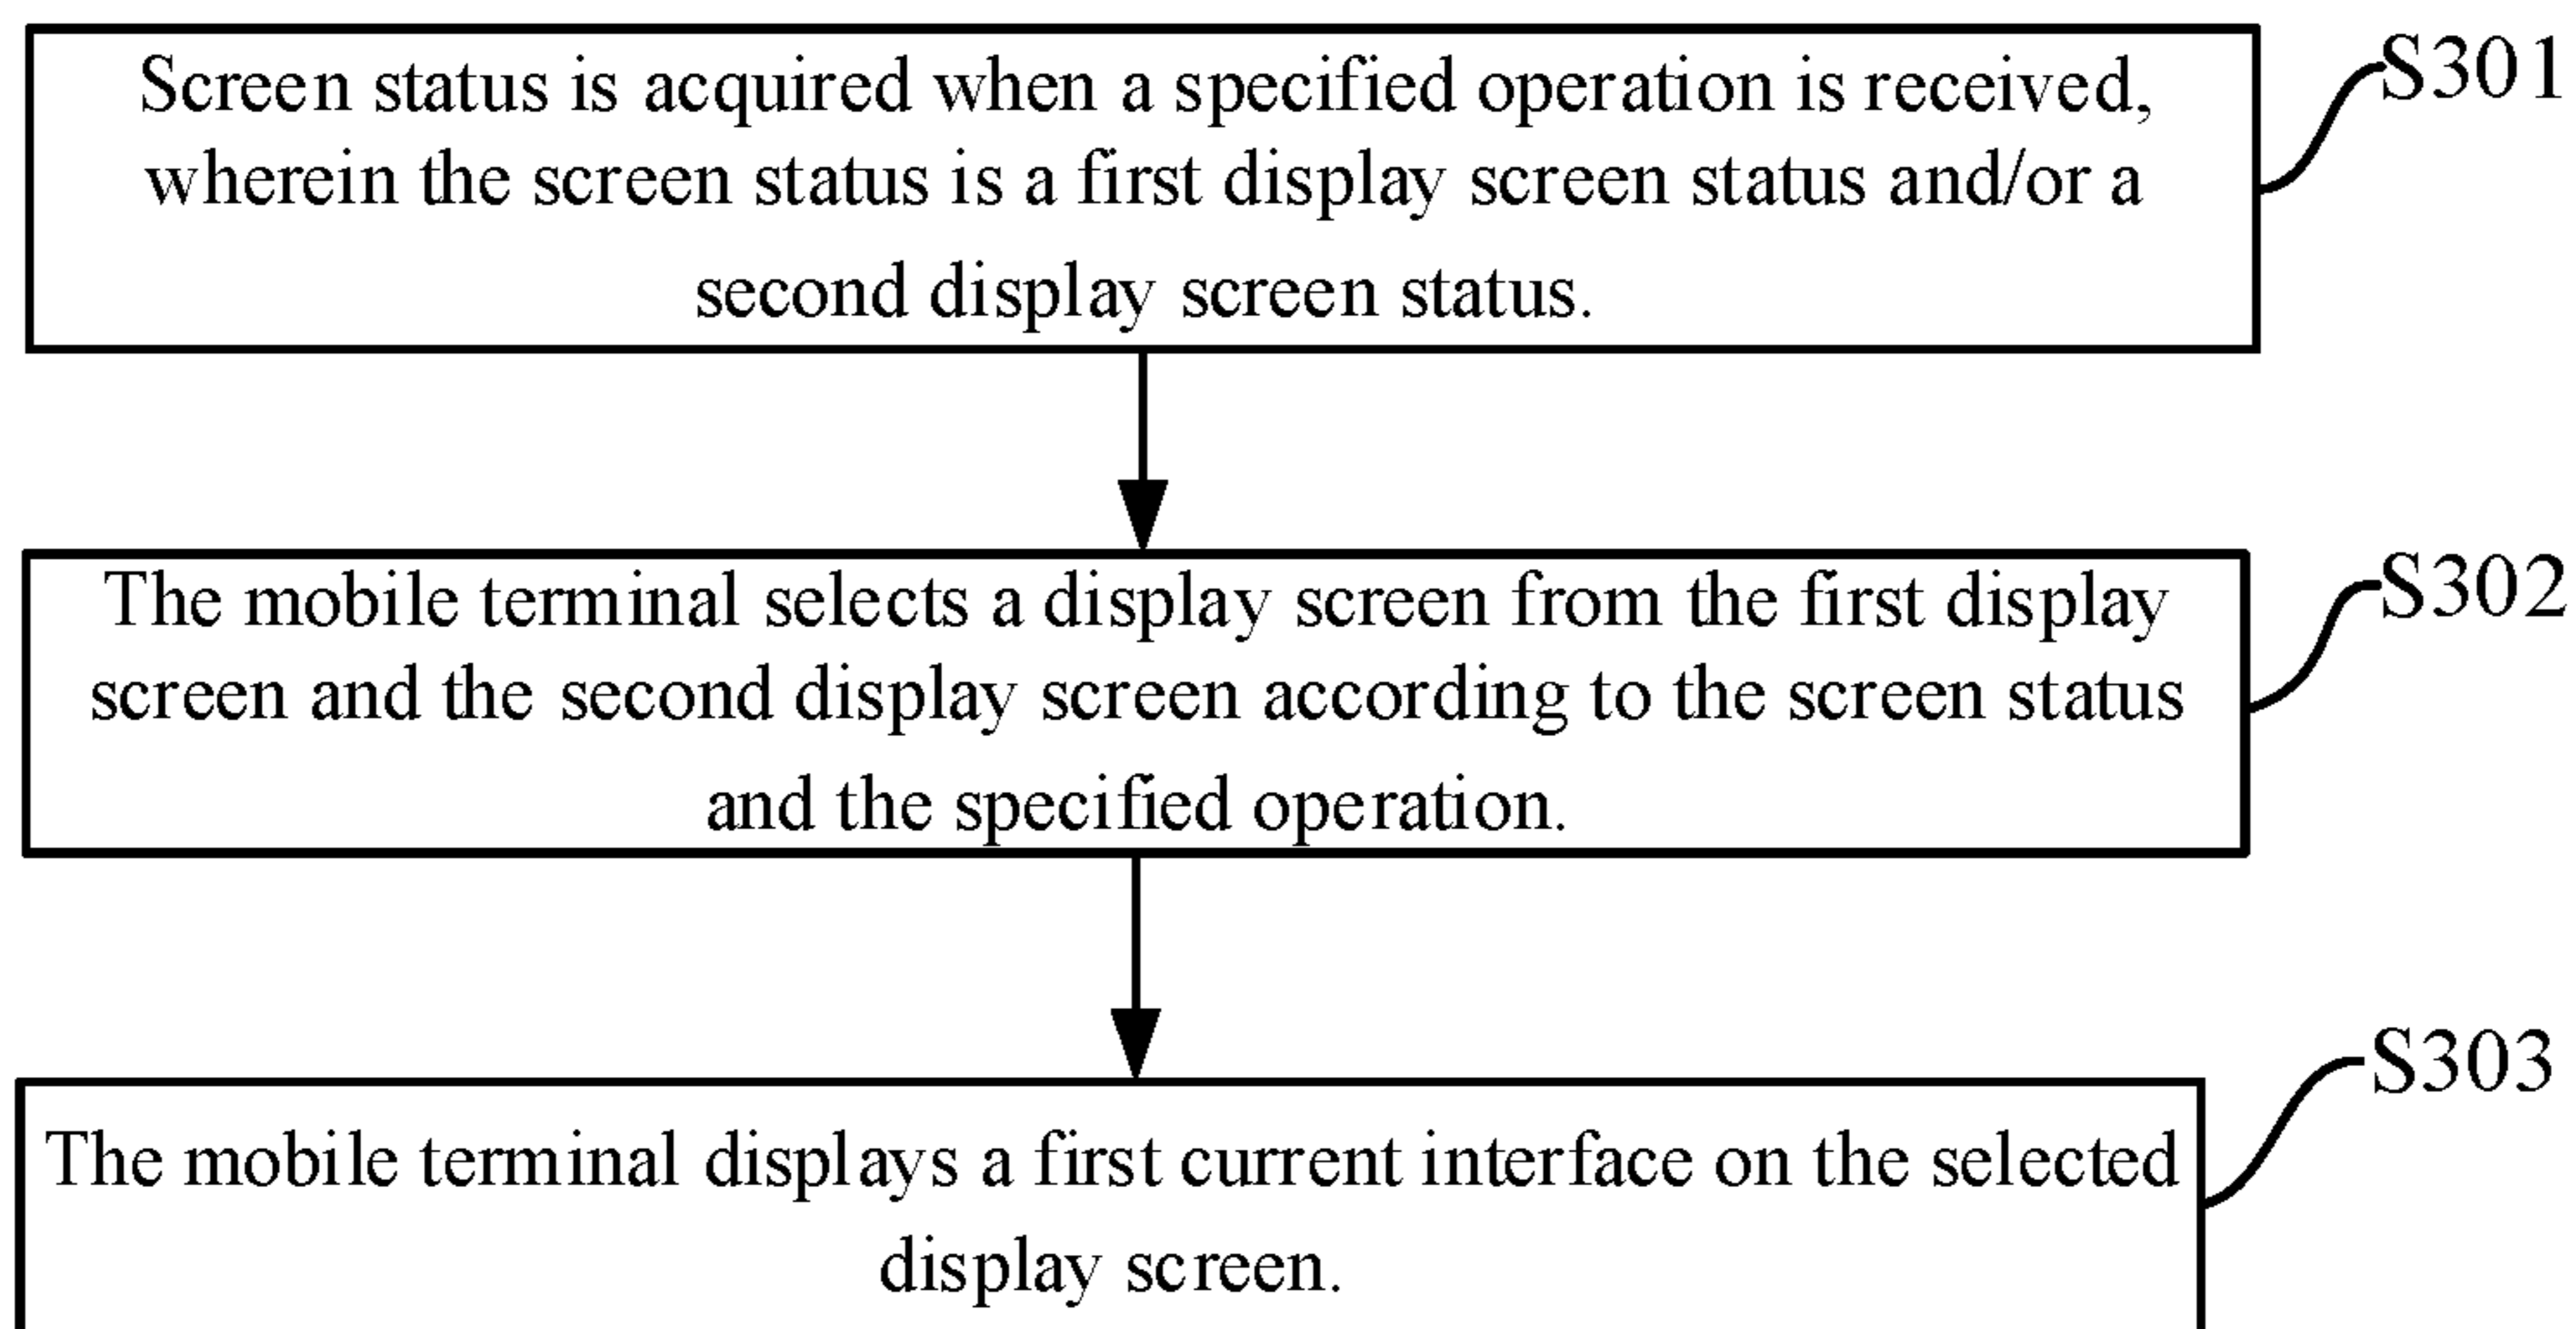 Screen status is acquired when a specified operation is received,
wherein the screen status is a first display screen status and/or a
second display screen status.
S301
The mobile terminal selects a display screen from the first display
screen and the second display screen according to the screen status
and the specified operation.
S302
The mobile terminal displays a first current interface on the selected
display screen.
S303